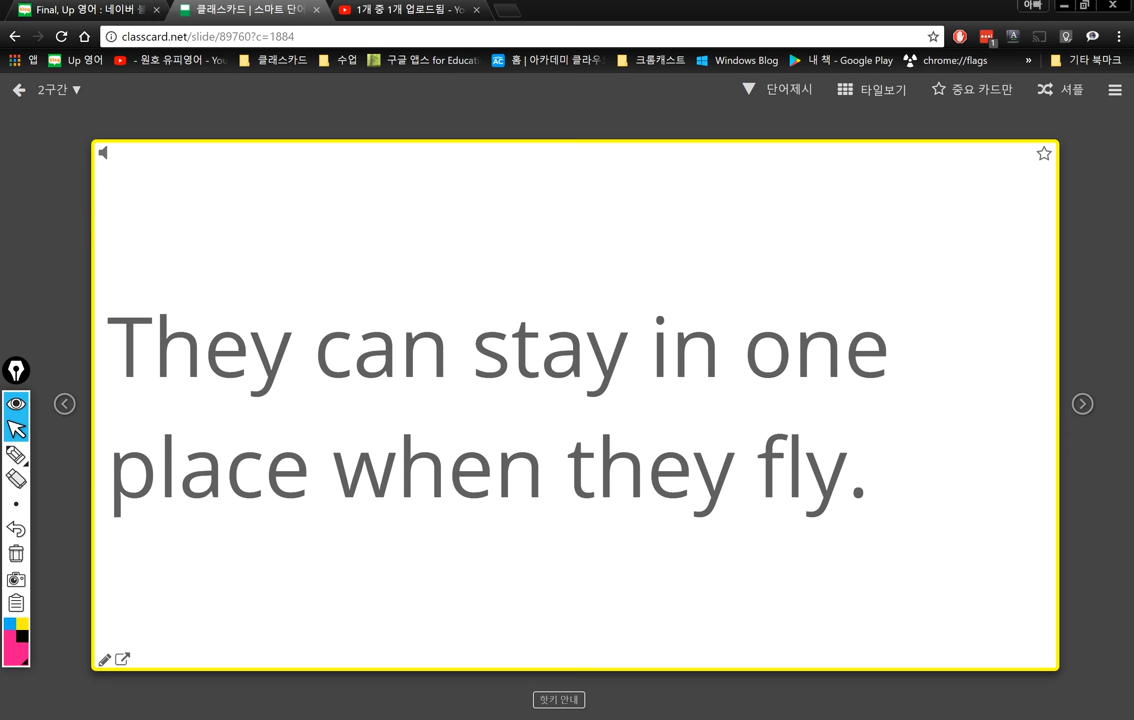 Final, Up 영어 : 네이버 블
클래스카드 | 스마트 단어
1개 중 1개 업로드됨 - Yo
아빠
classcard.net/slide/89760?c=1884
1
앱
Up 영어
- 원호 유피영어 - You
클래스카드
수업
구글 앱스 for Educati
홈 | 아카데미 클라우
크롬캐스트
Windows Blog
내 책 - Google Play
chrome://flags
»
기타 북마크
2구간 ▼
▼ 단어제시
타일보기
중요 카드만
셔플
They can stay in one
place when they fly.
핫키 안내